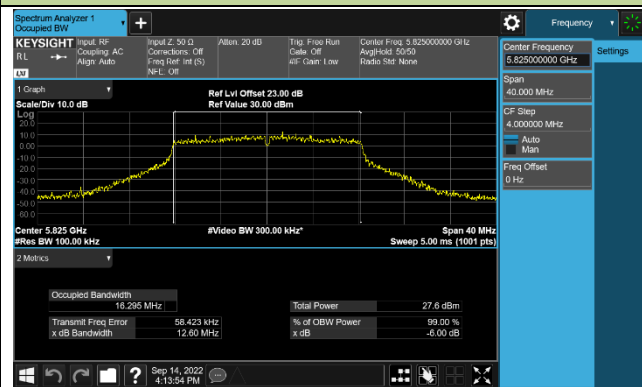 Spectrum Analyzer 1
Occupied BW
Frequency
KEYSIGHT
RL
LXI
Input: RF
Coupling: AC
Align: Auto
Input Z: 50 Ω
Corrections: Off
Freq Ref: Int (S)
NFE: Off
Atten: 20 dB
Trig: Free Run
Gate: Off
#IF Gain: Low
Center Freq: 5.825000000 GHz
Avg|Hold: 50/50
Radio Std: None
Center Frequency
5.825000000 GHz
Settings
Span
40.000 MHz
CF Step
4.000000 MHz
Auto
Man
Freq Offset
0 Hz
1 Graph
Scale/Div 10.0 dB
Ref Lvl Offset 23.00 dB
Ref Value 30.00 dBm
Log
20.0
10.0
0.00
-10.0
-20.0
-30.0
-40.0
-50.0
-60.0
Center 5.825 GHz
#Video BW 300.00 kHz*
Span 40 MHz
#Res BW 100.00 kHz
Sweep 5.00 ms (1001 pts)
2 Metrics
Occupied Bandwidth
16.295 MHz
Total Power 27.6 dBm
Transmit Freq Error 58.423 kHz
% of OBW Power 99.00 %
x dB Bandwidth 12.60 MHz
x dB -6.00 dB
?
Sep 14, 2022
4:13:54 PM